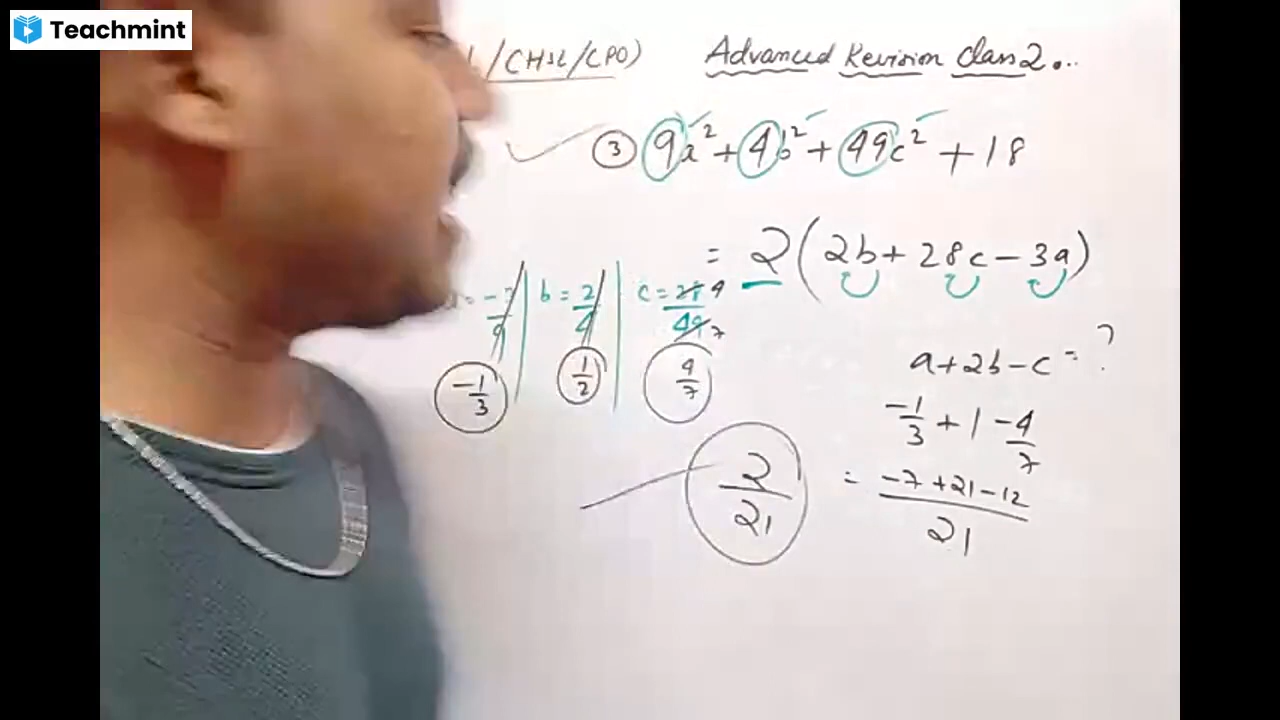 Teachmint
/CHSL/CPO) Advanced Revision Class 2...
③ 9a² + 4b² + 49c² + 18
= 2(2b + 28c - 3a)
b = 2/4 c = 28/49 4 7
-1/3 1/2 4/7
a + 2b - c = ?
-1/3 + 1 - 4/7
= -7 + 21 - 12 / 21
2/21